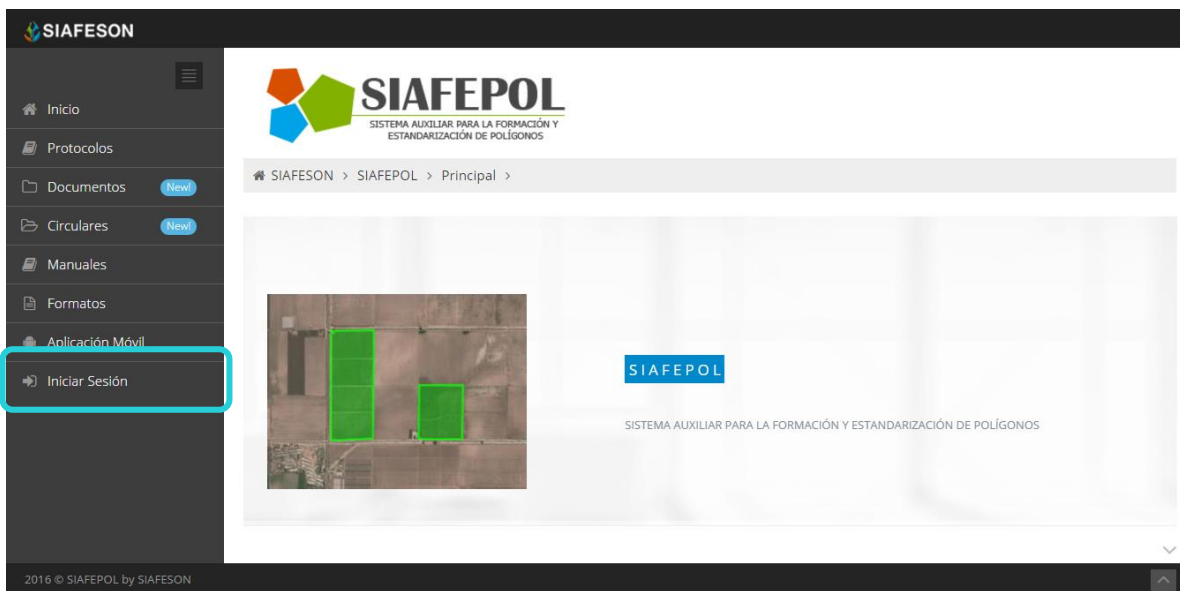 SIAFESON
Inicio
Protocolos
Documentos New!
Circulares New!
Manuales
Formatos
Aplicación Móvil
Iniciar Sesión
SIAFEPOL
SISTEMA AUXILIAR PARA LA FORMACIÓN Y
ESTANDARIZACIÓN DE POLÍGONOS
SIAFESON > SIAFEPOL > Principal >
SIAFEPOL
SISTEMA AUXILIAR PARA LA FORMACIÓN Y ESTANDARIZACIÓN DE POLÍGONOS
2016 © SIAFEPOL by SIAFESON